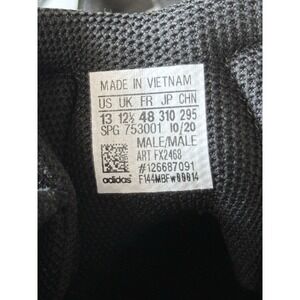 MADE IN VIETNAM
US UK FR JP CHN
13 12½ 48 310 295
SPG 753001 10/20
MALE/MALE
ART FX2468
#126687091
adidas F144MBFw00014